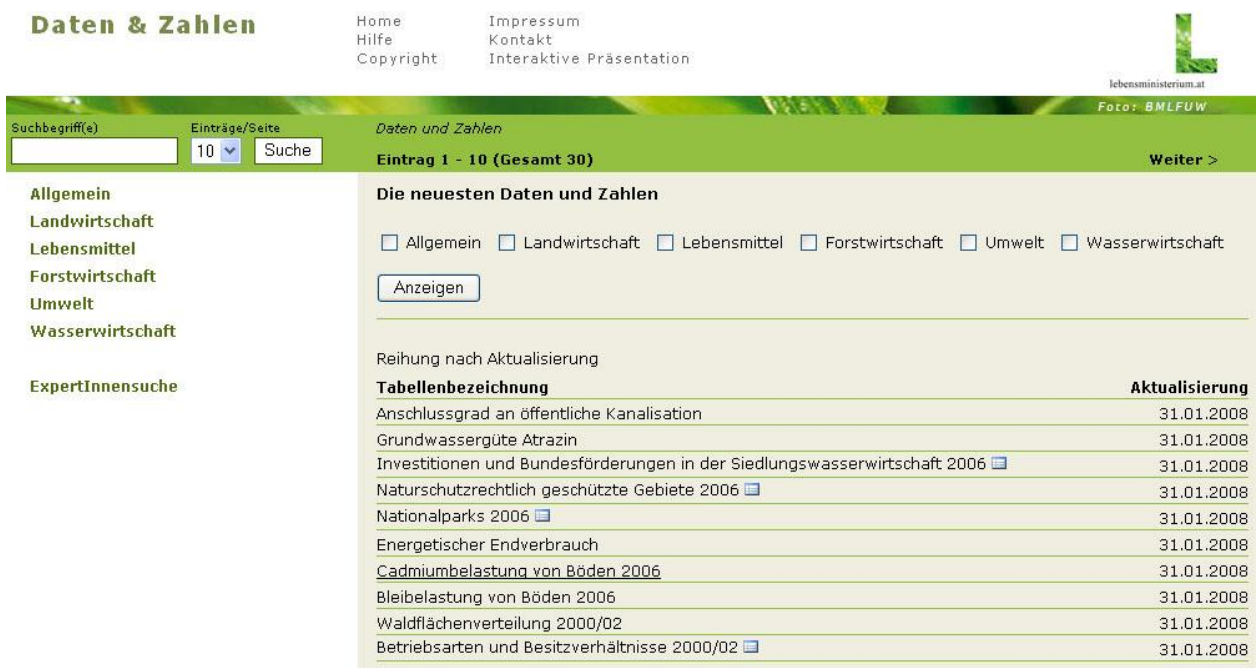 Daten & Zahlen
Home Impressum
Hilfe Kontakt
Copyright Interaktive Präsentation
lebensministerium.at
Foto: BMLFUW
Suchbegriff(e) Einträge/Seite Daten und Zahlen
10 Suche Eintrag 1 - 10 (Gesamt 30) Weiter >
Allgemein
Landwirtschaft
Lebensmittel
Forstwirtschaft
Umwelt
Wasserwirtschaft
ExpertInnensuche
Die neuesten Daten und Zahlen
Allgemein Landwirtschaft Lebensmittel Forstwirtschaft Umwelt Wasserwirtschaft
Anzeigen
Reihung nach Aktualisierung
Tabellenbezeichnung Aktualisierung
Anschlussgrad an öffentliche Kanalisation 31.01.2008
Grundwassergüte Atrazin 31.01.2008
Investitionen und Bundesförderungen in der Siedlungswasserwirtschaft 2006 31.01.2008
Naturschutzrechtlich geschützte Gebiete 2006 31.01.2008
Nationalparks 2006 31.01.2008
Energetischer Endverbrauch 31.01.2008
Cadmiumbelastung von Böden 2006 31.01.2008
Bleibelastung von Böden 2006 31.01.2008
Waldflächenverteilung 2000/02 31.01.2008
Betriebsarten und Besitzverhältnisse 2000/02 31.01.2008